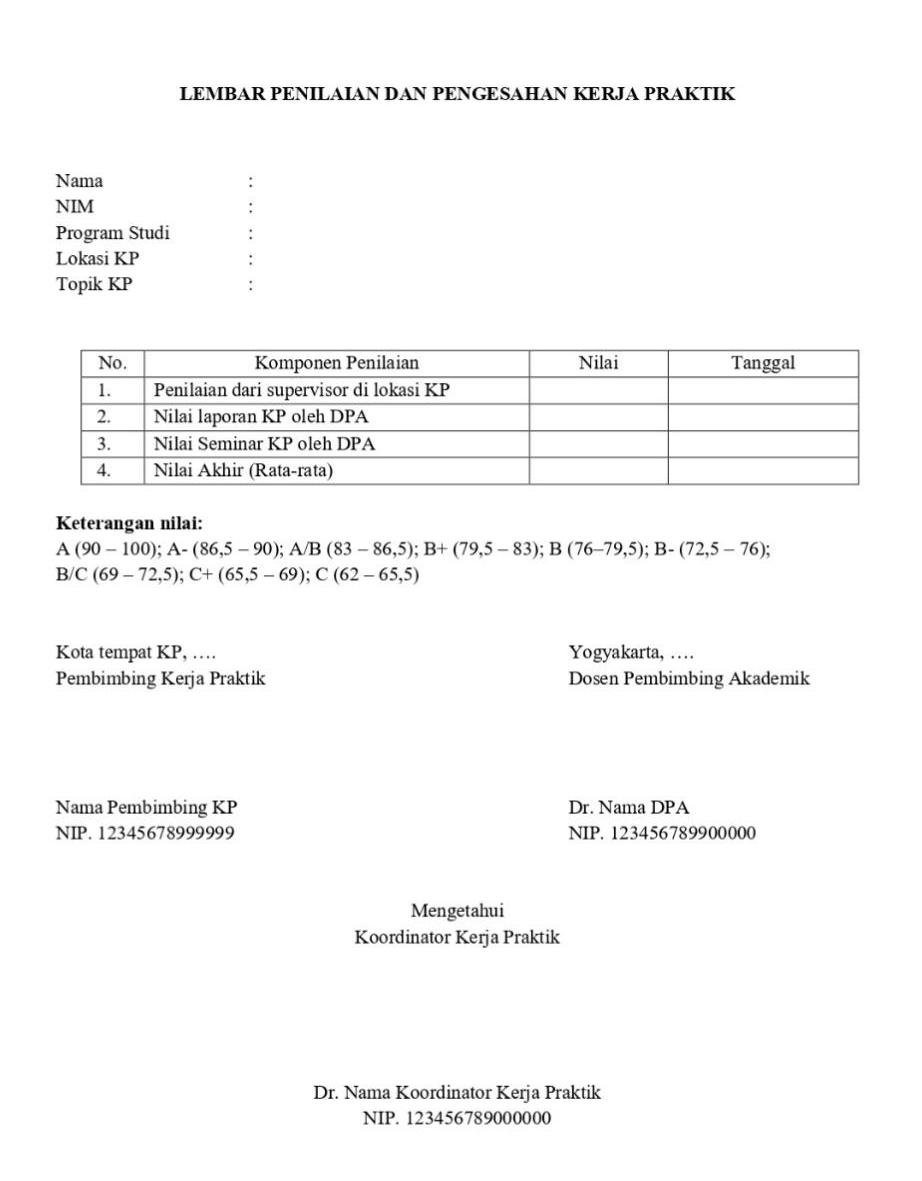 LEMBAR PENILAIAN DAN PENGESAHAN KERJA PRAKTIK
Nama :
NIM :
Program Studi :
Lokasi KP :
Topik KP :
No. Komponen Penilaian Nilai Tanggal
1. Penilaian dari supervisor di lokasi KP
2. Nilai laporan KP oleh DPA
3. Nilai Seminar KP oleh DPA
4. Nilai Akhir (Rata-rata)
Keterangan nilai:
A (90 – 100); A- (86,5 – 90); A/B (83 – 86,5); B+ (79,5 – 83); B (76–79,5); B- (72,5 – 76);
B/C (69 – 72,5); C+ (65,5 – 69); C (62 – 65,5)
Kota tempat KP, …. Yogyakarta, ….
Pembimbing Kerja Praktik Dosen Pembimbing Akademik
Nama Pembimbing KP Dr. Nama DPA
NIP. 12345678999999 NIP. 123456789900000
Mengetahui
Koordinator Kerja Praktik
Dr. Nama Koordinator Kerja Praktik
NIP. 123456789000000